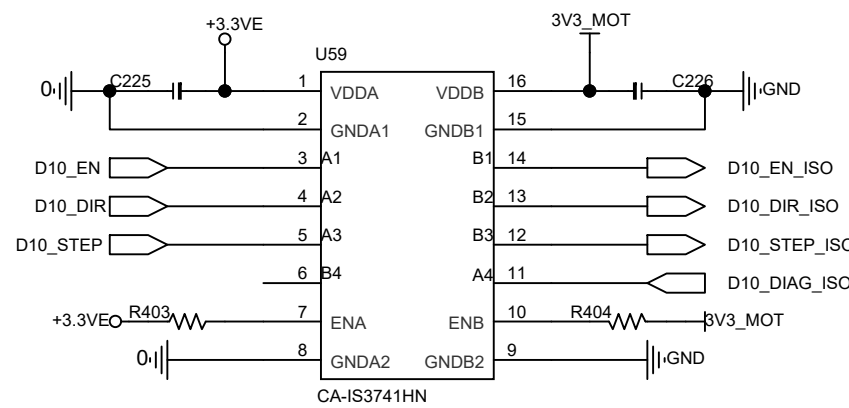 +3.3VE
3V3_MOT
U59
0
C225
1
VDDA
VDDB
16
C226
GND
2
GNDA1
GNDB1
15
D10_EN
3
A1
B1
14
D10_EN_ISO
D10_DIR
4
A2
B2
13
D10_DIR_ISO
D10_STEP
5
A3
B3
12
D10_STEP_ISO
6
B4
A4
11
D10_DIAG_ISO
+3.3VE
R403
7
ENA
ENB
10
R404
3V3_MOT
0
8
GNDA2
GNDB2
9
GND
CA-IS3741HN